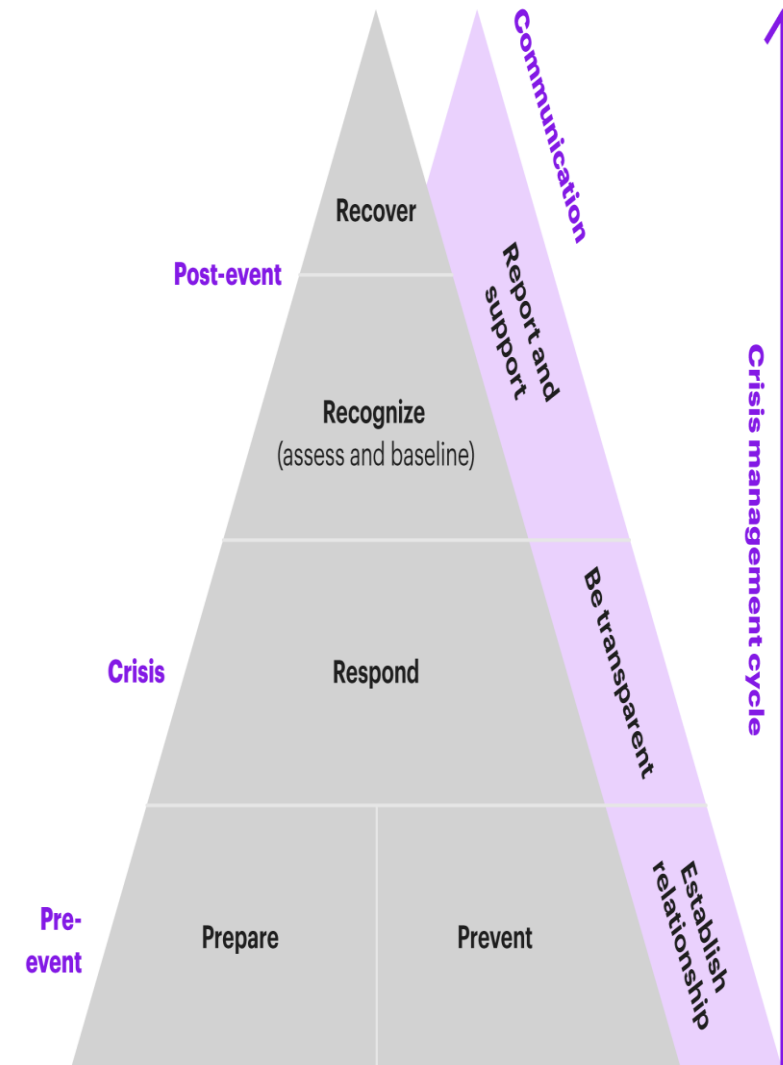 Communication
Recover
Post-event
Report and
support
Recognize
(assess and baseline)
Crisis management cycle
Be transparent
Crisis
Respond
Establish
relationship
Pre-
event
Prepare
Prevent